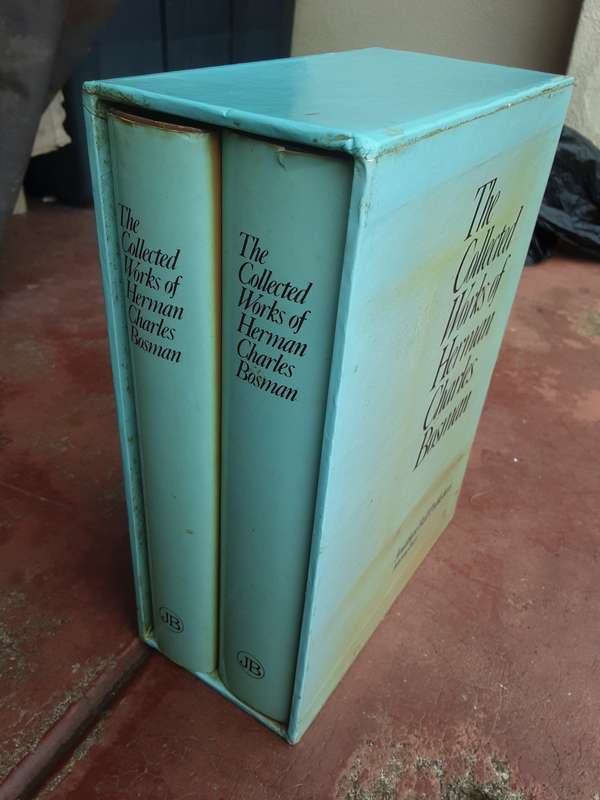 The
Collected
Works of
Herman
Charles
Bosman
JB
The
Collected
Works of
Herman
Charles
Bosman
JB
The
Collected
Works of
Herman
Charles
Bosman